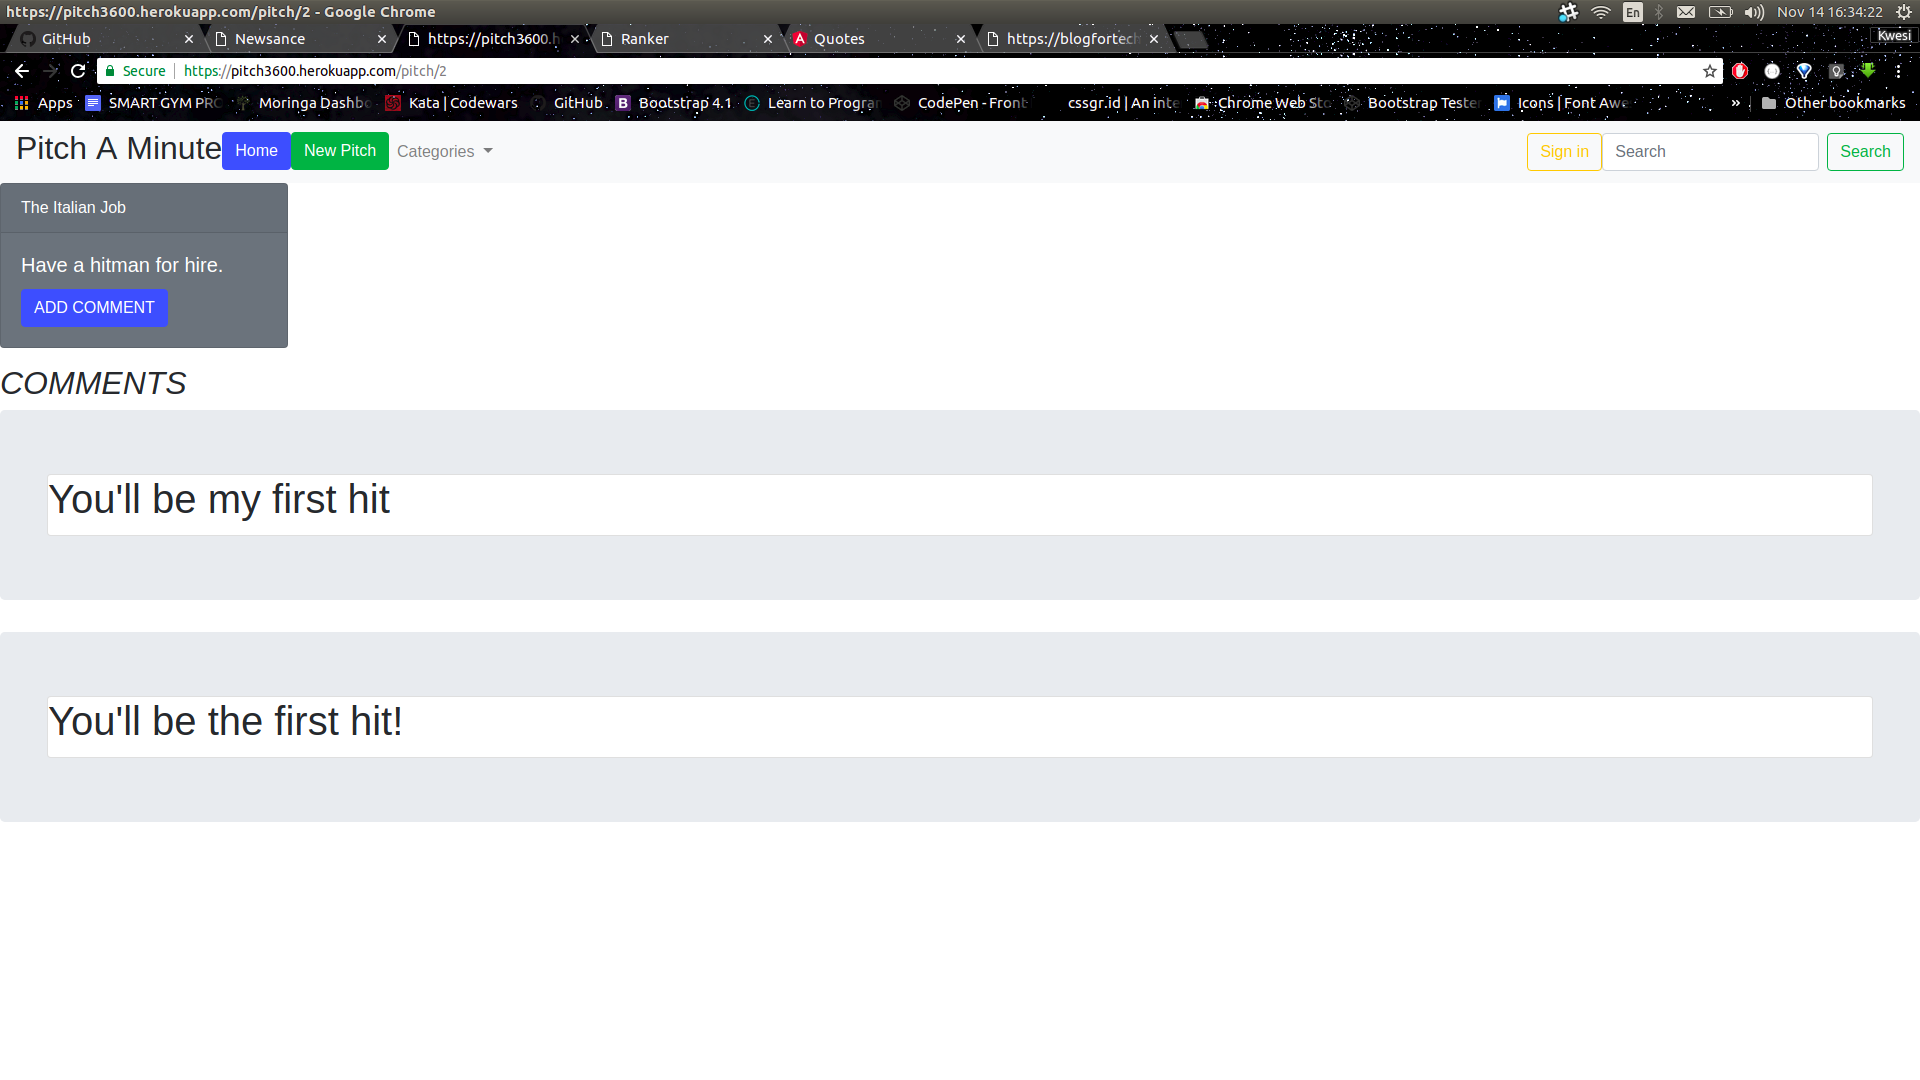 https://pitch3600.herokuapp.com/pitch/2 - Google Chrome
En
Nov 14 16:34:22
GitHub
Newsance
https://pitch3600.h
Ranker
Quotes
https://blogfortech
Kwesi
Secure
https://pitch3600.herokuapp.com/pitch/2
Apps
SMART GYM PRO
Moringa Dashbo
Kata | Codewars
GitHub
Bootstrap 4.1
Learn to Program
CodePen - Front
cssgr.id | An inte
Chrome Web Sto
Bootstrap Tester
Icons | Font Awe
»
Other bookmarks
Pitch A Minute
Home
New Pitch
Categories
Sign in
Search
Search
The Italian Job
Have a hitman for hire.
ADD COMMENT
COMMENTS
You'll be my first hit
You'll be the first hit!